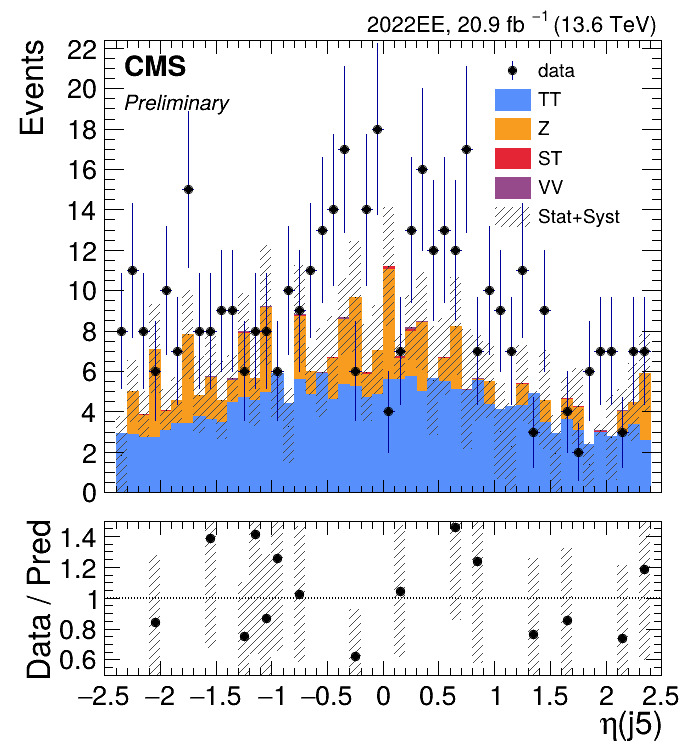 2022EE, 20.9 fb ⁻¹ (13.6 TeV)
Events
CMS
Preliminary
data
TT
Z
ST
VV
Stat+Syst
22
20
18
16
14
12
10
8
6
4
2
0
Data / Pred
1.4
1.2
1
0.8
0.6
−2.5 −2 −1.5 −1 −0.5 0 0.5 1 1.5 2 2.5
η(j5)